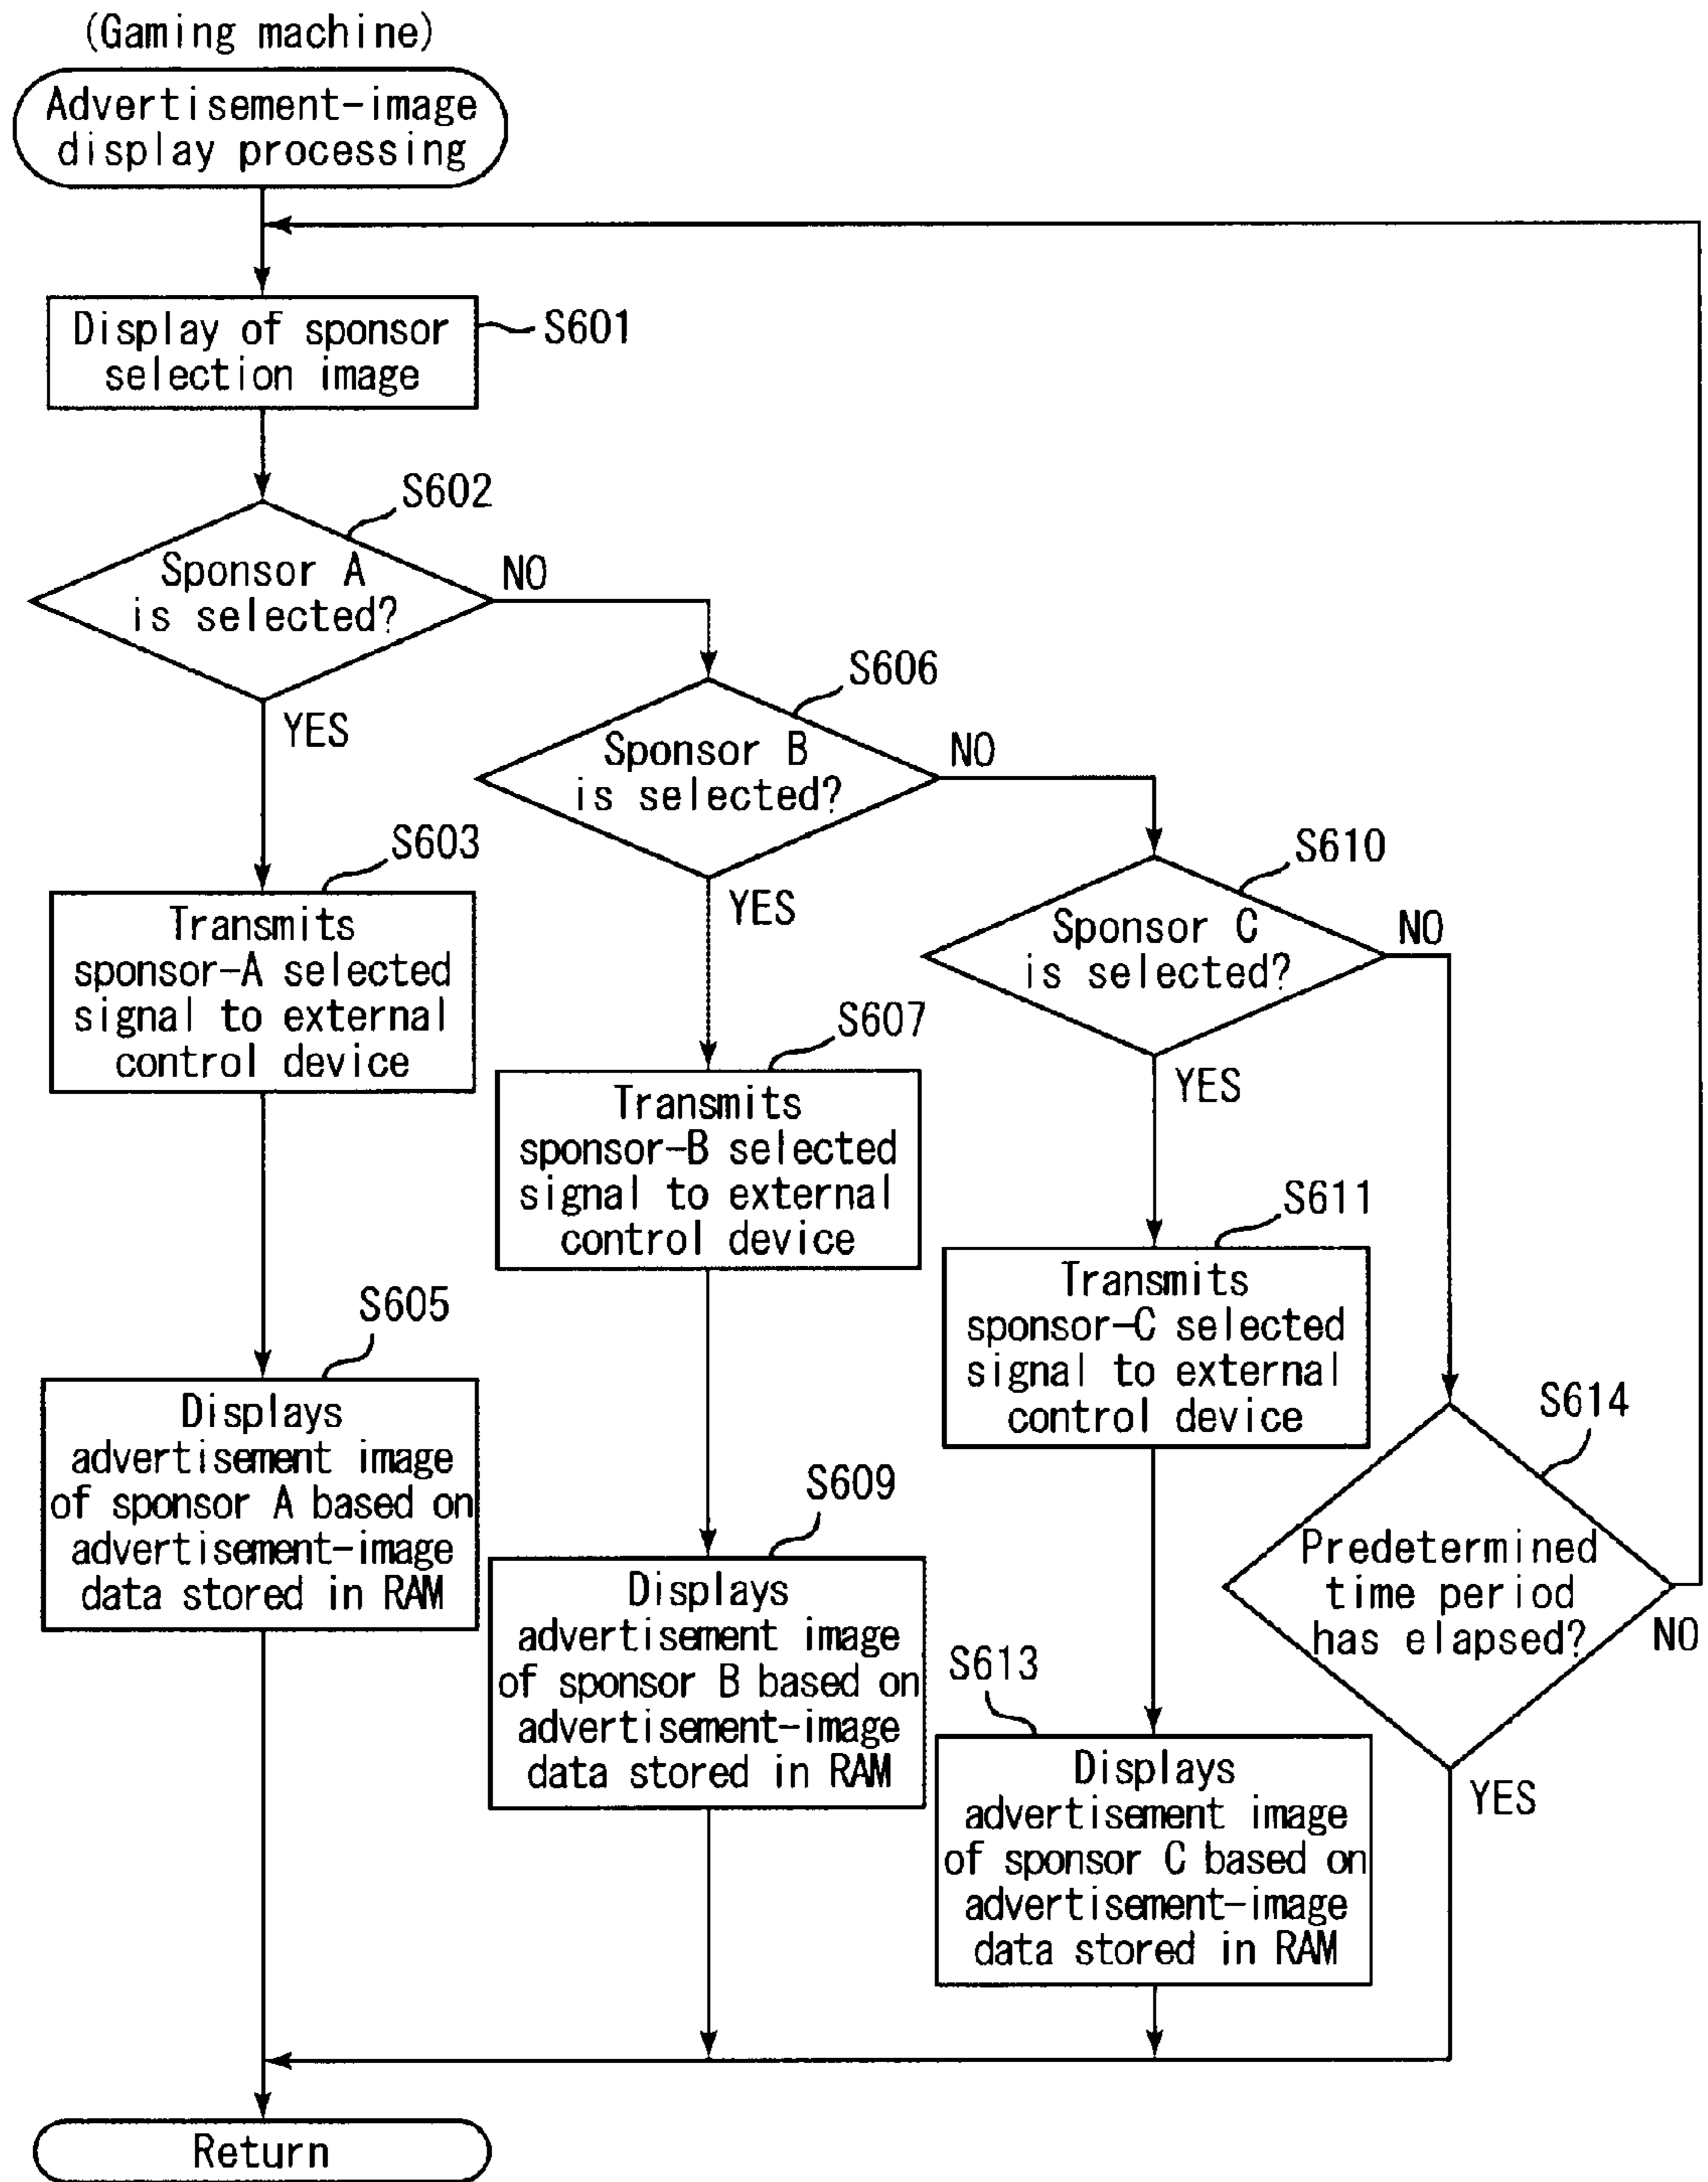 (Gaming machine)
Advertisement-image
display processing
Display of sponsor
selection image
S601
S602
Sponsor A
is selected?
NO
YES
S606
Sponsor B
is selected?
NO
YES
S603
Transmits
sponsor-A selected
signal to external
control device
S610
Sponsor C
is selected?
NO
YES
S607
Transmits
sponsor-B selected
signal to external
control device
S611
Transmits
sponsor-C selected
signal to external
control device
S605
Displays
advertisement image
of sponsor A based on
advertisement-image
data stored in RAM
S614
Predetermined
time period
has elapsed?
NO
YES
S609
Displays
advertisement image
of sponsor B based on
advertisement-image
data stored in RAM
S613
Displays
advertisement image
of sponsor C based on
advertisement-image
data stored in RAM
Return